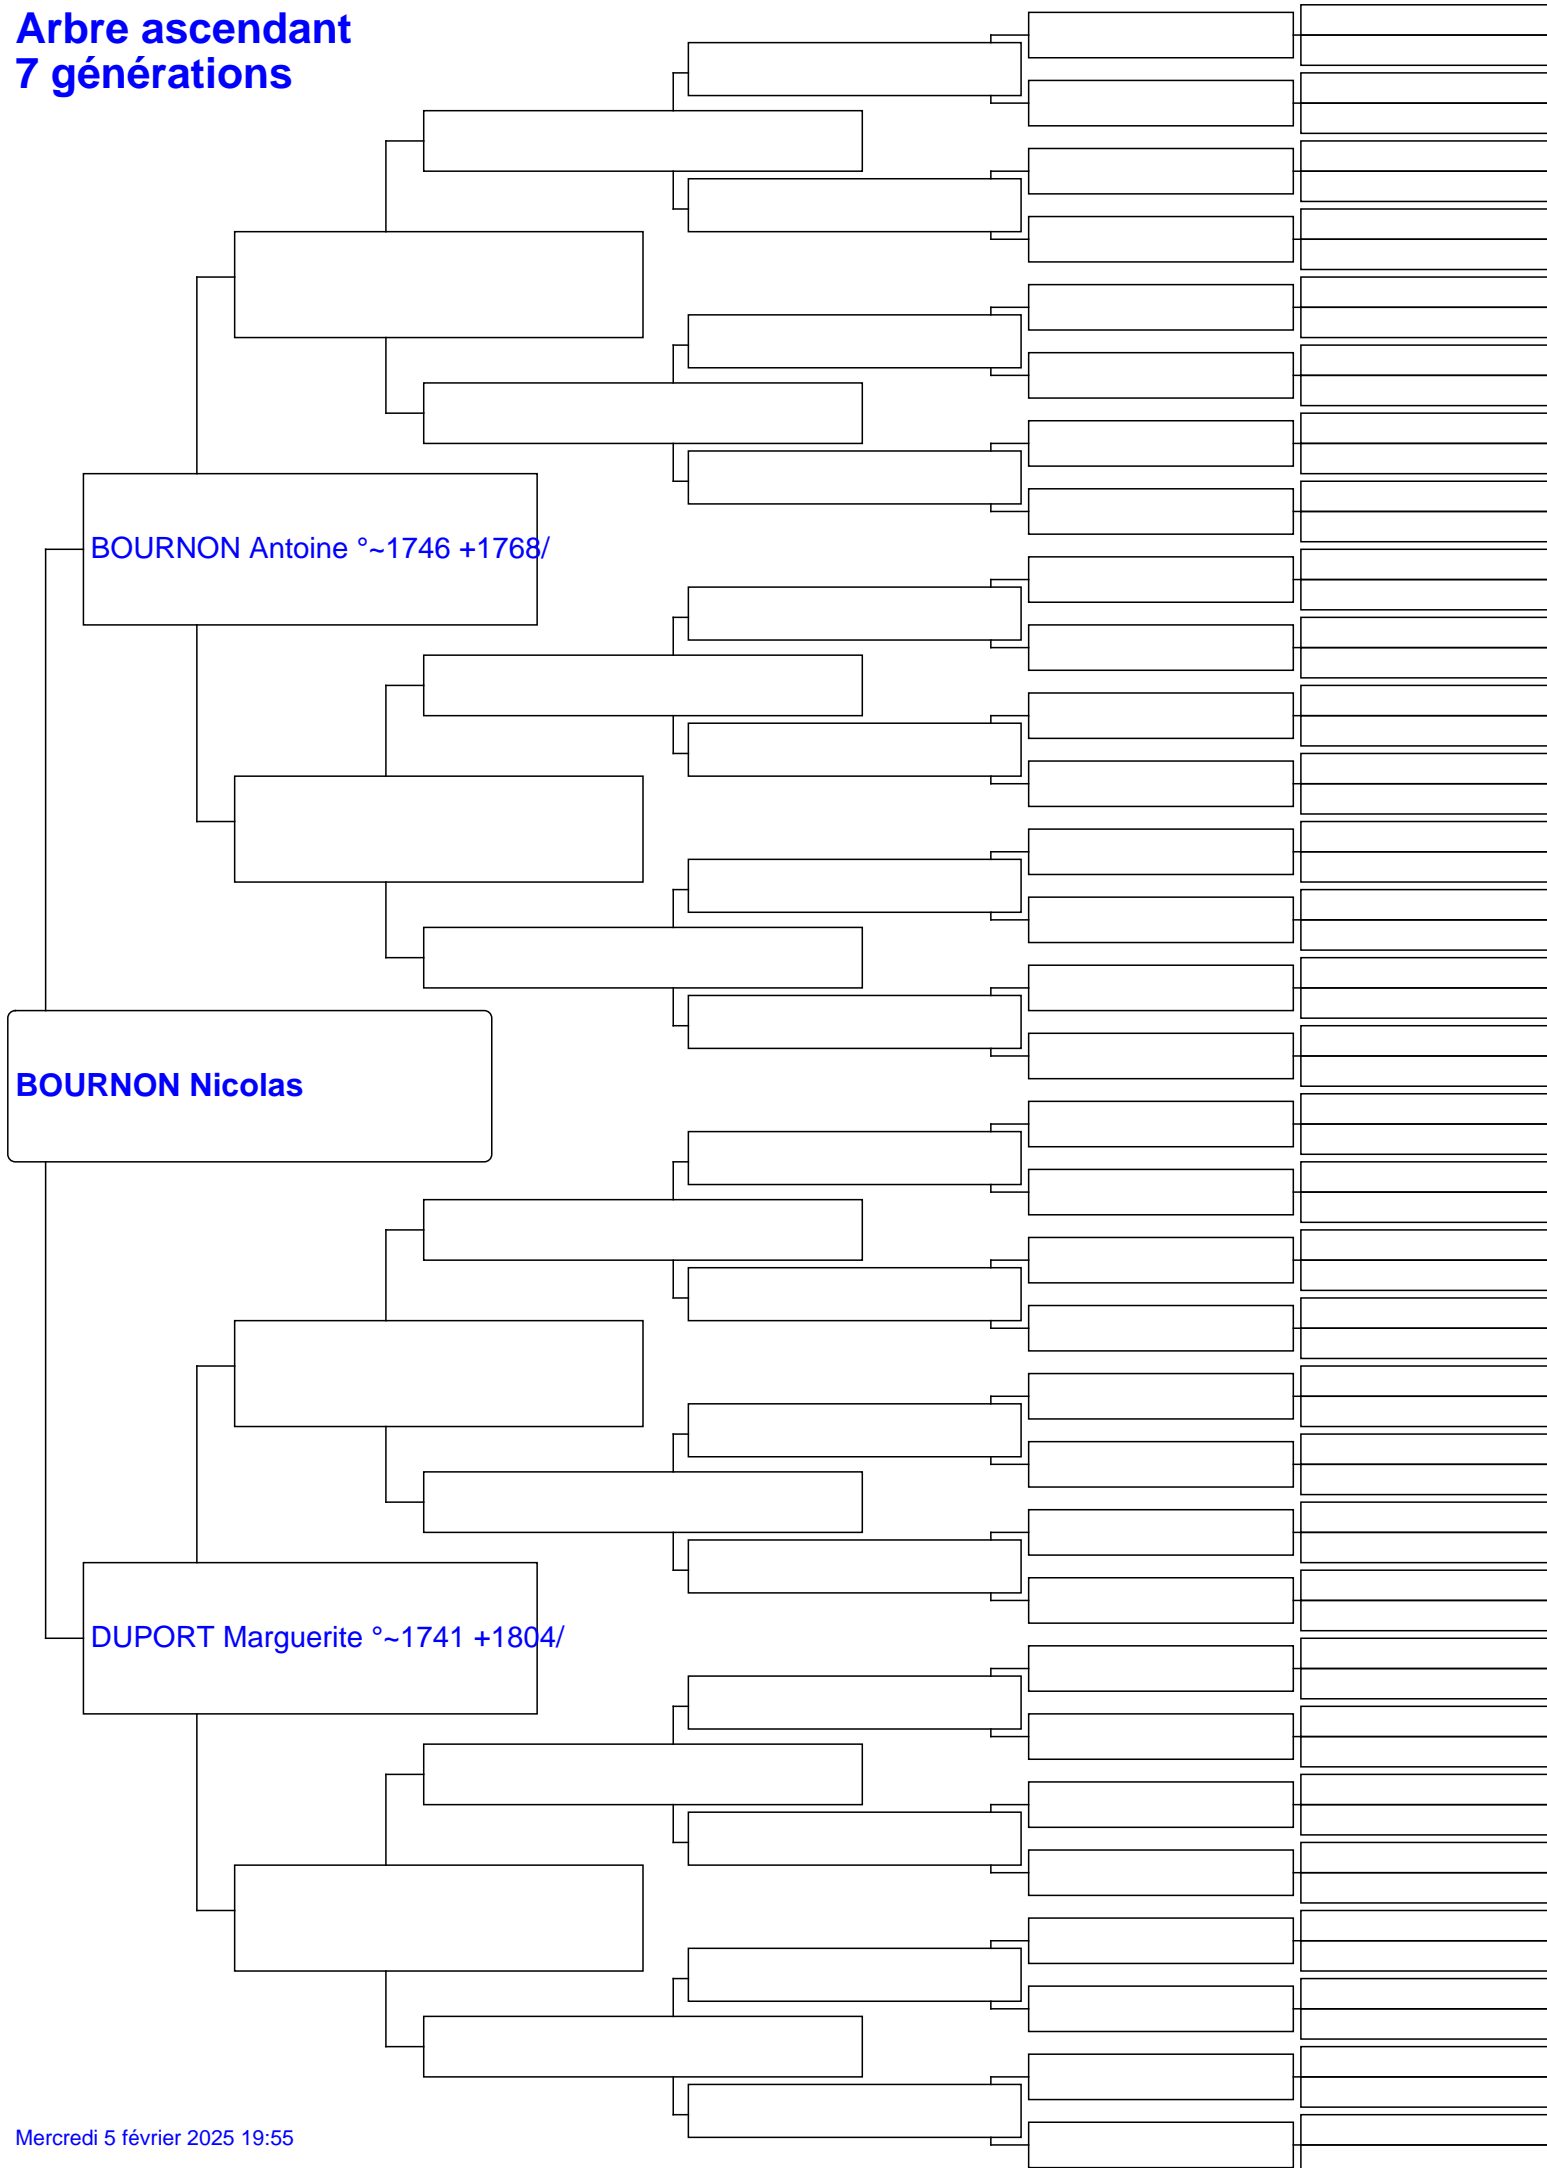 Arbre ascendant
7 générations
BOURNON Antoine °~1746 +1768/
BOURNON Nicolas
DUPORT Marguerite °~1741 +1804/
Mercredi 5 février 2025 19:55